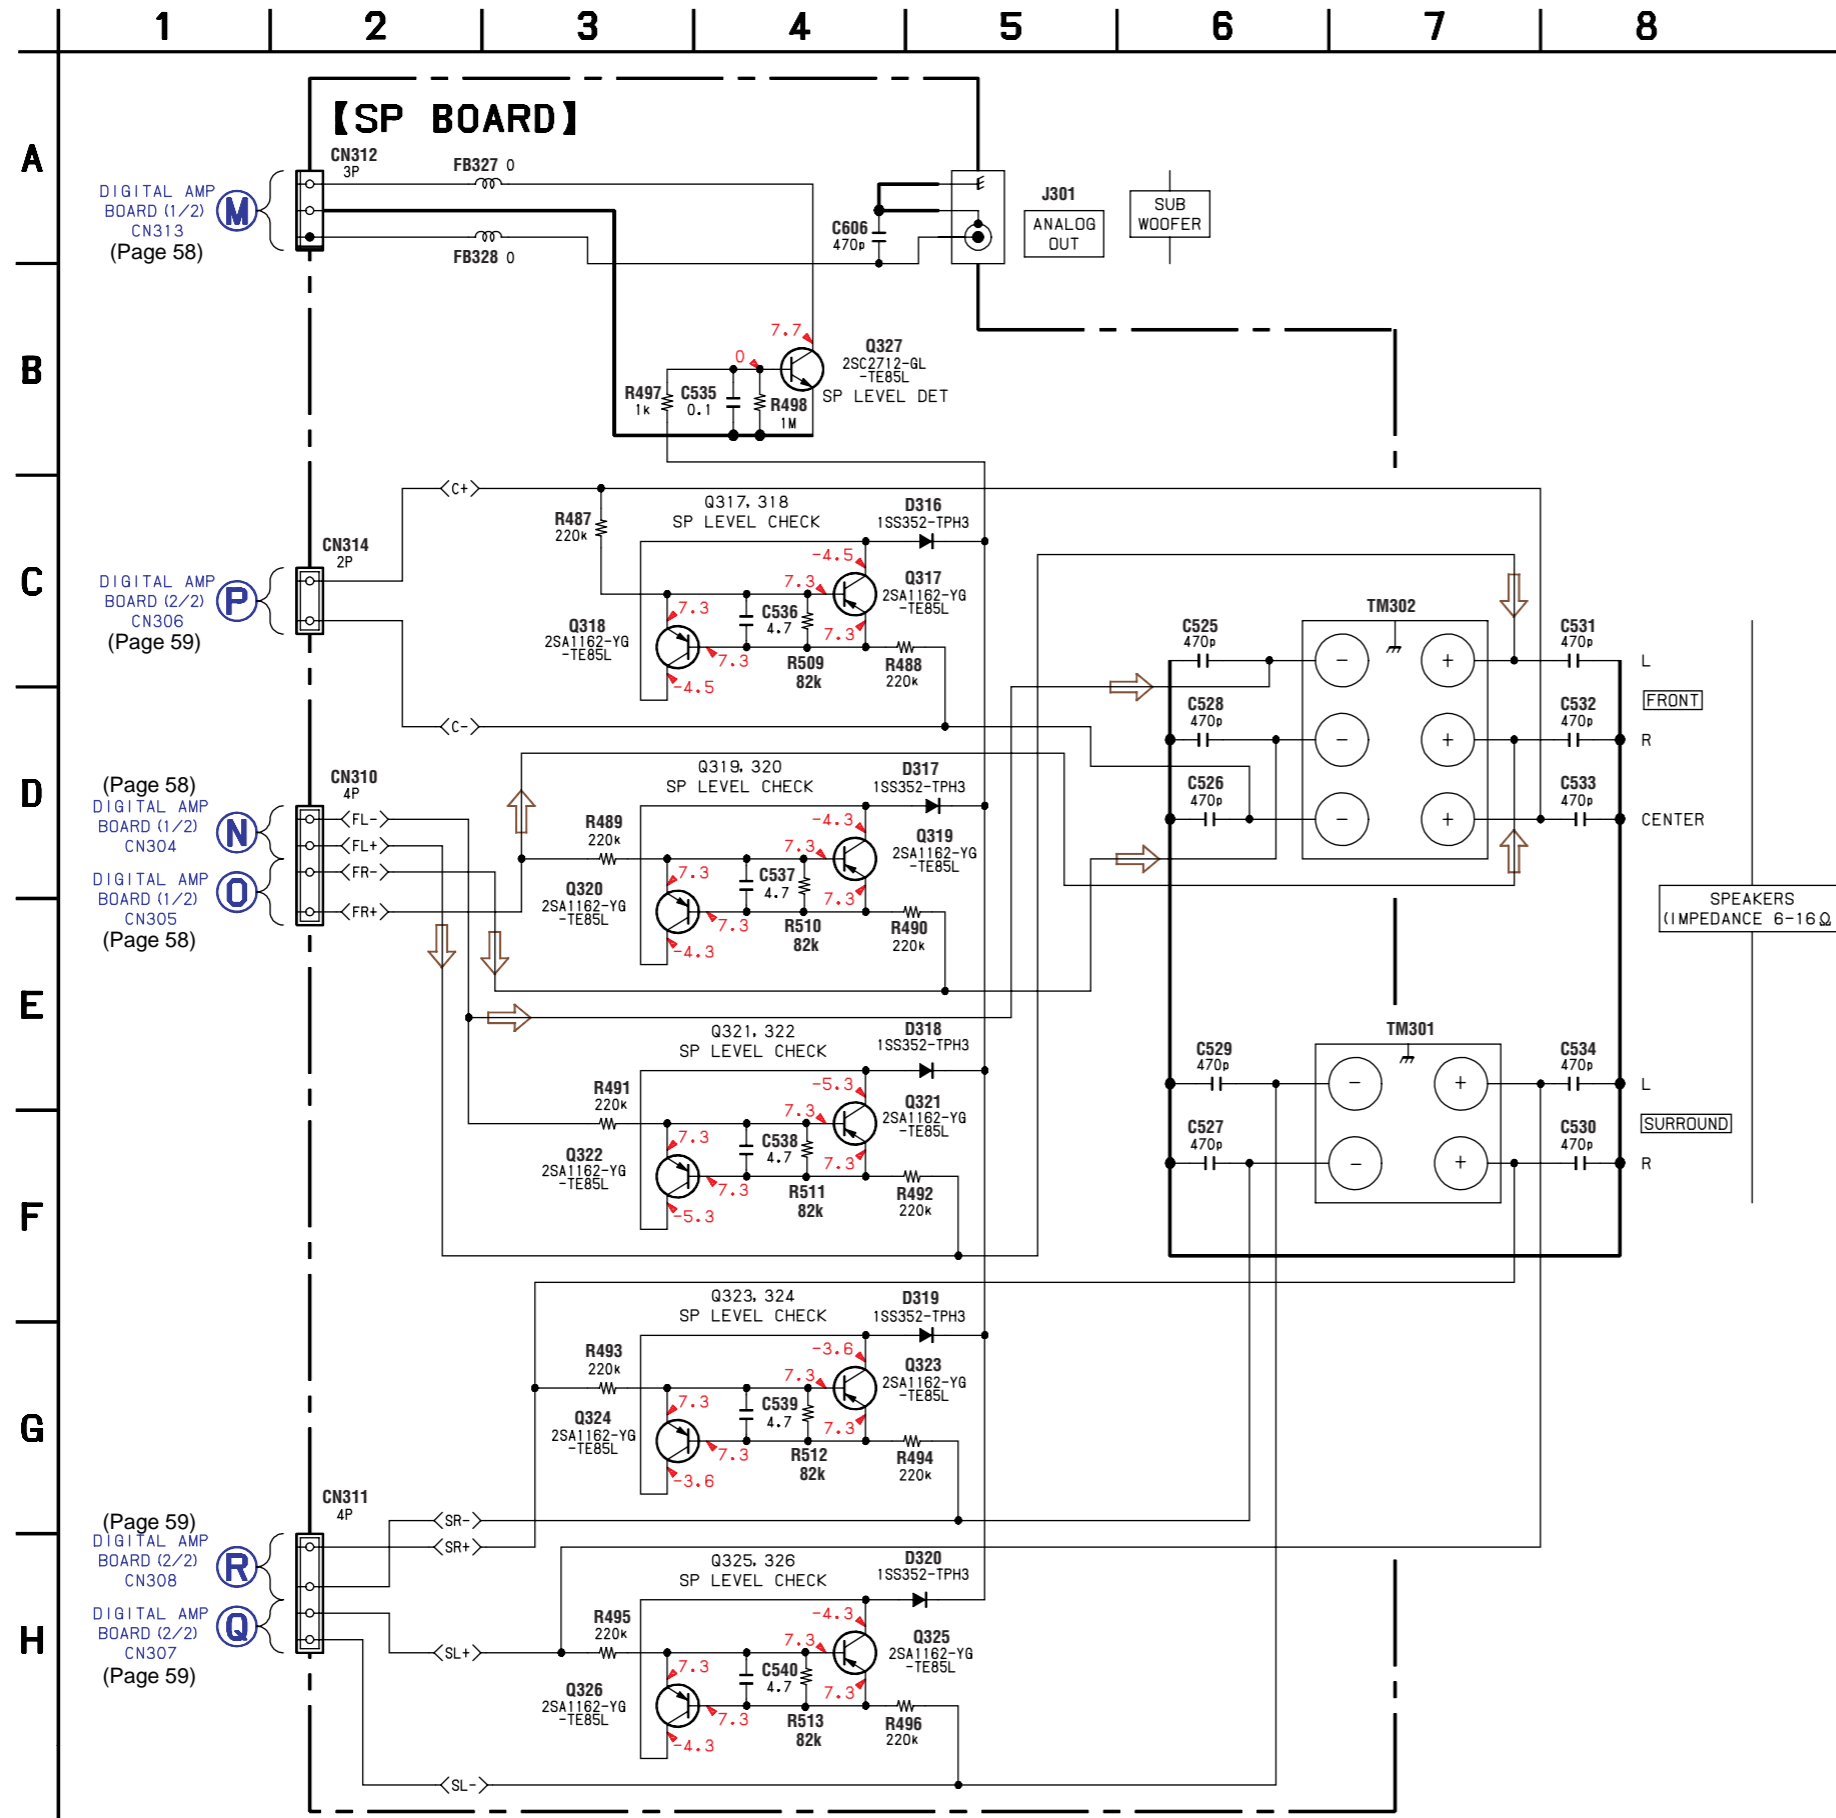 1 2 3 4 5 6 7 8
A
B
C
D
E
F
G
H
【SP BOARD】
CN312
3P
FB327 0
FB328 0
DIGITAL AMP
BOARD (1/2)
CN313
(Page 58)
M
C606
470p
J301
ANALOG
OUT
SUB
WOOFER
7.7
0
Q327
2SC2712-GL
-TE85L
SP LEVEL DET
R497
1k
C535
0.1
R498
1M
C+
Q317, 318
SP LEVEL CHECK
D316
1SS352-TPH3
R487
220k
CN314
2P
DIGITAL AMP
BOARD (2/2)
CN306
(Page 59)
P
-4.5
7.3
Q317
2SA1162-YG
-TE85L
7.3
C536
4.7
7.3
Q318
2SA1162-YG
-TE85L
7.3
-4.5
R509
82k
R488
220k
C-
TM302
C525
470p
− +
C531
470p
L
FRONT
C528
470p
− +
C532
470p
R
C526
470p
− +
C533
470p
CENTER
Q319, 320
SP LEVEL CHECK
D317
1SS352-TPH3
(Page 58)
DIGITAL AMP
BOARD (1/2)
CN304
N
CN310
4P
FL-
FL+
FR-
FR+
DIGITAL AMP
BOARD (1/2)
CN305
(Page 58)
O
R489
220k
-4.3
7.3
Q319
2SA1162-YG
-TE85L
7.3
C537
4.7
7.3
Q320
2SA1162-YG
-TE85L
7.3
-4.3
R510
82k
R490
220k
SPEAKERS
(IMPEDANCE 6-16Ω
Q321, 322
SP LEVEL CHECK
D318
1SS352-TPH3
R491
220k
-5.3
7.3
Q321
2SA1162-YG
-TE85L
7.3
C538
4.7
7.3
Q322
2SA1162-YG
-TE85L
7.3
-5.3
R511
82k
R492
220k
TM301
C529
470p
− +
C534
470p
L
SURROUND
C527
470p
− +
C530
470p
R
Q323, 324
SP LEVEL CHECK
D319
1SS352-TPH3
R493
220k
-3.6
7.3
Q323
2SA1162-YG
-TE85L
7.3
C539
4.7
7.3
Q324
2SA1162-YG
-TE85L
7.3
-3.6
R512
82k
R494
220k
CN311
4P
(Page 59)
DIGITAL AMP
BOARD (2/2)
CN308
R
DIGITAL AMP
BOARD (2/2)
CN307
(Page 59)
Q
SR-
SR+
SL+
SL-
Q325, 326
SP LEVEL CHECK
D320
1SS352-TPH3
R495
220k
-4.3
7.3
Q325
2SA1162-YG
-TE85L
7.3
C540
4.7
7.3
Q326
2SA1162-YG
-TE85L
7.3
-4.3
R513
82k
R496
220k